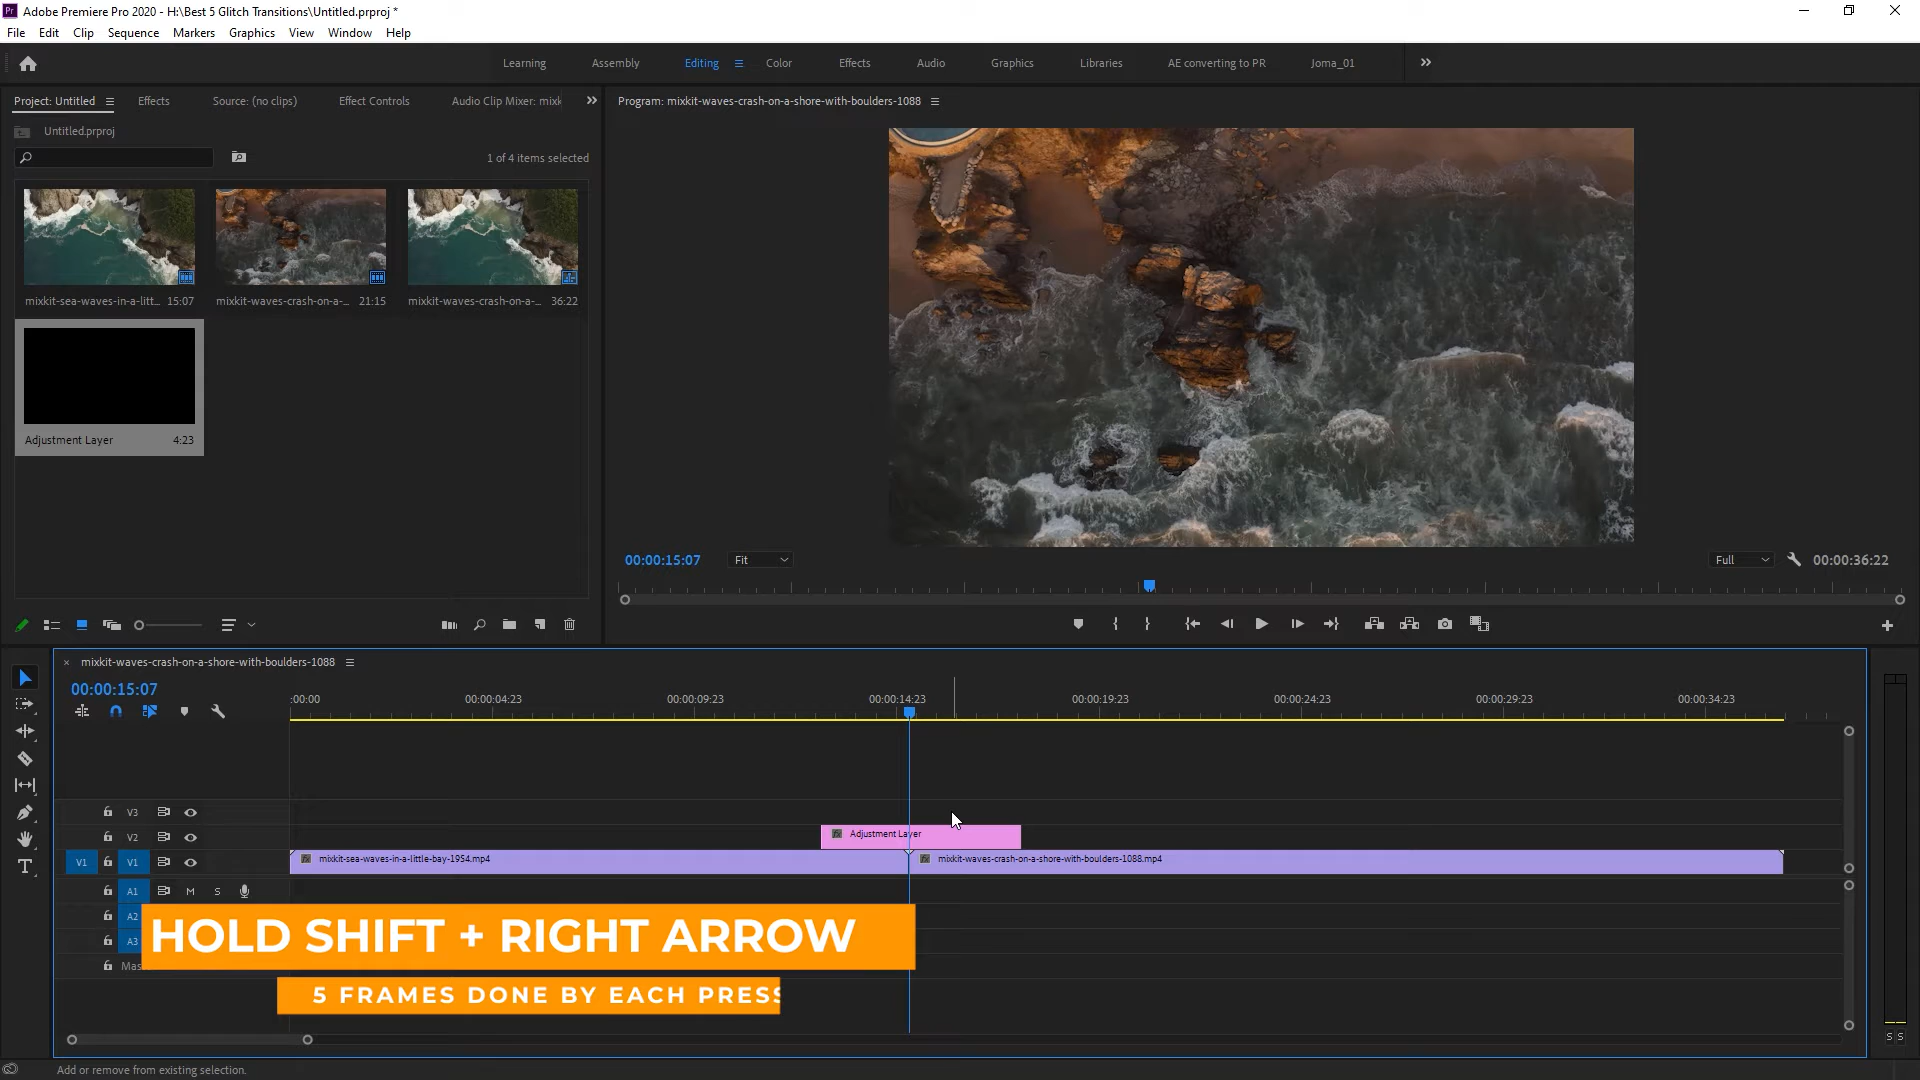 Adobe Premiere Pro 2020 - H:\Best 5 Glitch Transitions\Untitled.prproj *
File Edit Clip Sequence Markers Graphics View Window Help
Learning Assembly Editing Color Effects Audio Graphics Libraries AE converting to PR Joma_01
Project: Untitled Effects Source: (no clips) Effect Controls Audio Clip Mixer: mixk
Program: mixkit-waves-crash-on-a-shore-with-boulders-1088
Untitled.prproj
1 of 4 items selected
mixkit-sea-waves-in-a-litt... 15:07 mixkit-waves-crash-on-a-... 21:15 mixkit-waves-crash-on-a-... 36:22
Adjustment Layer 4:23
00:00:15:07 Fit Full 00:00:36:22
mixkit-waves-crash-on-a-shore-with-boulders-1088
00:00:15:07
:00:00 00:00:04:23 00:00:09:23 00:00:14:23 00:00:19:23 00:00:24:23 00:00:29:23 00:00:34:23
V3
V2 Adjustment Layer
V1 V1 mixkit-sea-waves-in-a-little-bay-1954.mp4 mixkit-waves-crash-on-a-shore-with-boulders-1088.mp4
A1 M S
A2
A3
Mas
HOLD SHIFT + RIGHT ARROW
5 FRAMES DONE BY EACH PRESS
S S
Add or remove from existing selection.